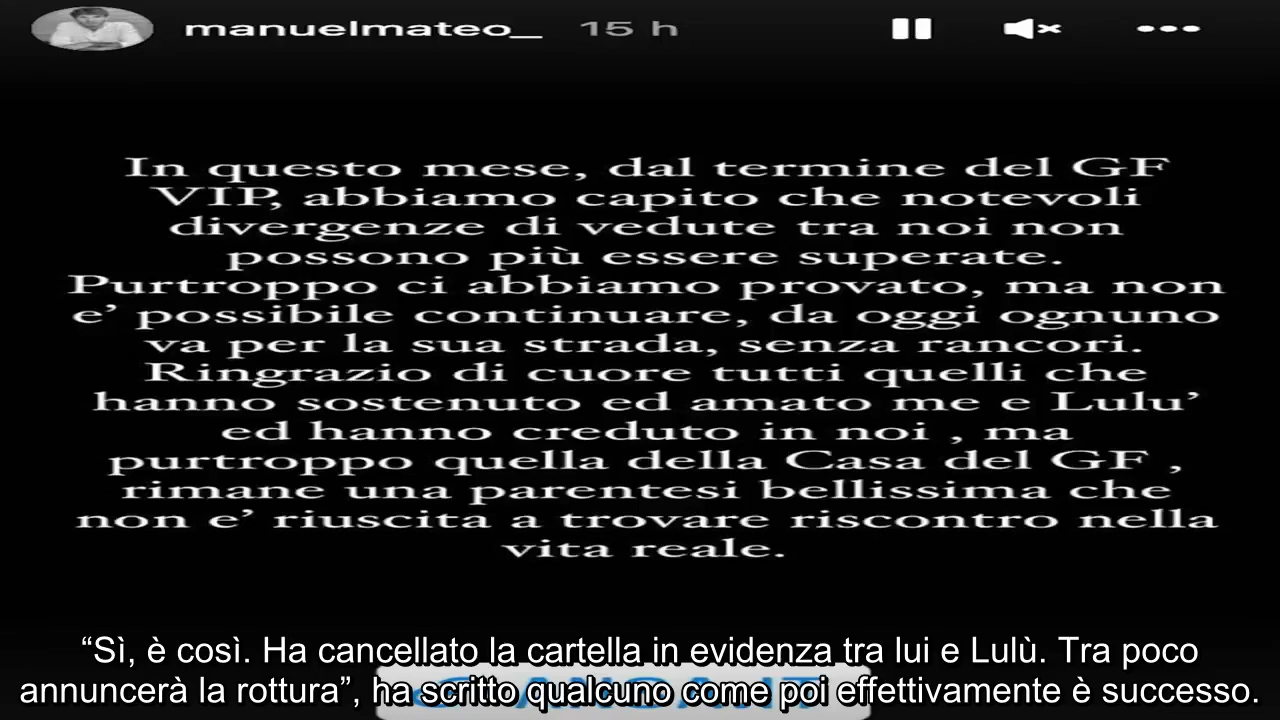 manuelmateo_ 15 h
In questo mese, dal termine del GF
VIP, abbiamo capito che notevoli
divergenze di vedute tra noi non
possono più essere superate.
Purtroppo ci abbiamo provato, ma non
e’ possibile continuare, da oggi ognuno
va per la sua strada, senza rancori.
Ringrazio di cuore tutti quelli che
hanno sostenuto ed amato me e Lulu’
ed hanno creduto in noi , ma
purtroppo quella della Casa del GF ,
rimane una parentesi bellissima che
non e’ riuscita a trovare riscontro nella
vita reale.
“Sì, è così. Ha cancellato la cartella in evidenza tra lui e Lulù. Tra poco
annuncerà la rottura”, ha scritto qualcuno come poi effettivamente è successo.